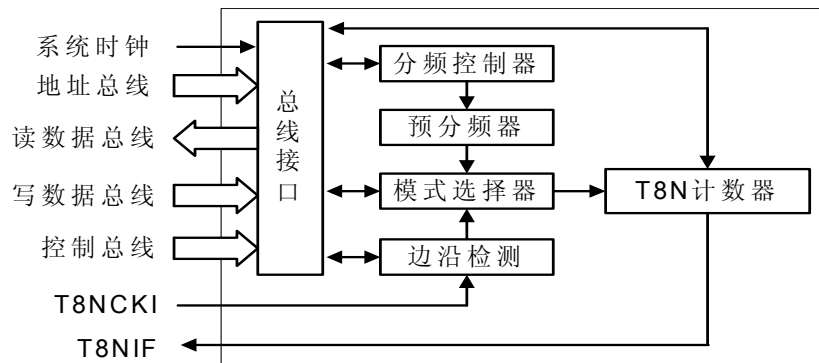 系统时钟
地址总线
读数据总线
写数据总线
控制总线
T8NCKI
T8NIF
总线接口
分频控制器
预分频器
模式选择器
边沿检测
T8N计数器